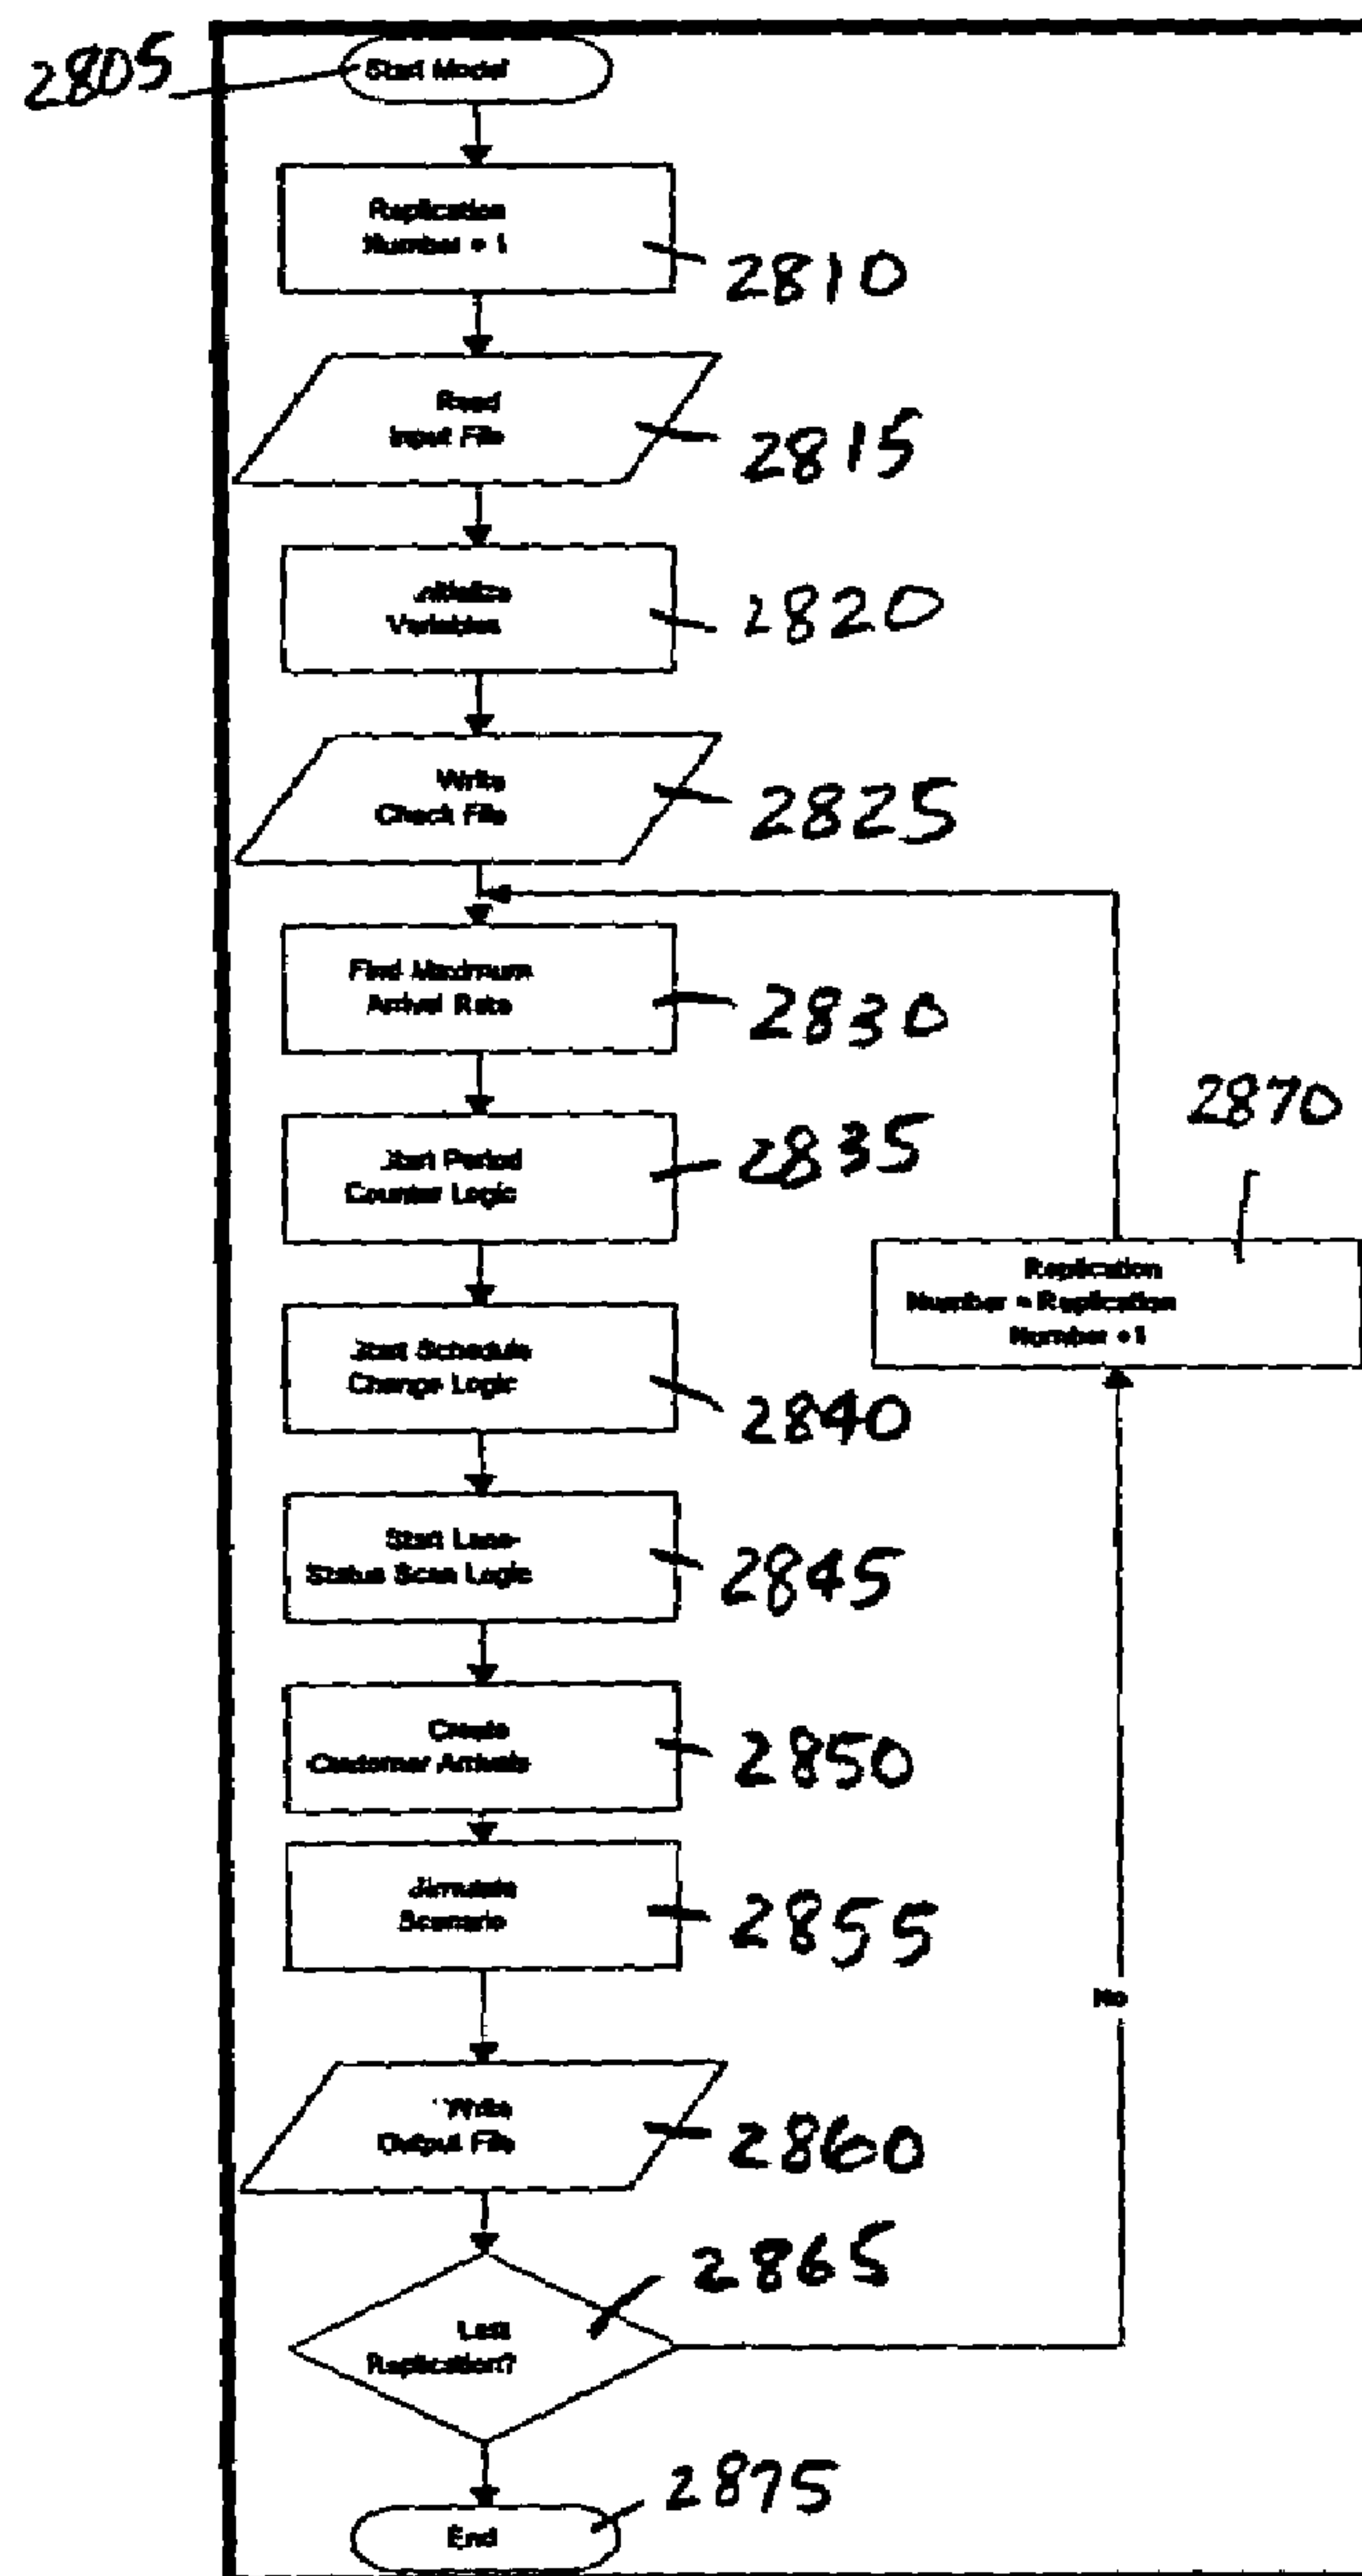 2805
Start Model
Replication
Number = 1
2810
Read
Input File
2815
Initialize
Variables
2820
Write
Check File
2825
Find Maximum
Arrival Rate
2830
Start Period
Counter Logic
2835
2870
Replication
Number = Replication
Number + 1
Start Schedule
Change Logic
2840
Start Lane-
Status Scan Logic
2845
Create
Customer Arrivals
2850
Simulate
Scenario
2855
No
Write
Output File
2860
2865
Last
Replication?
2875
End